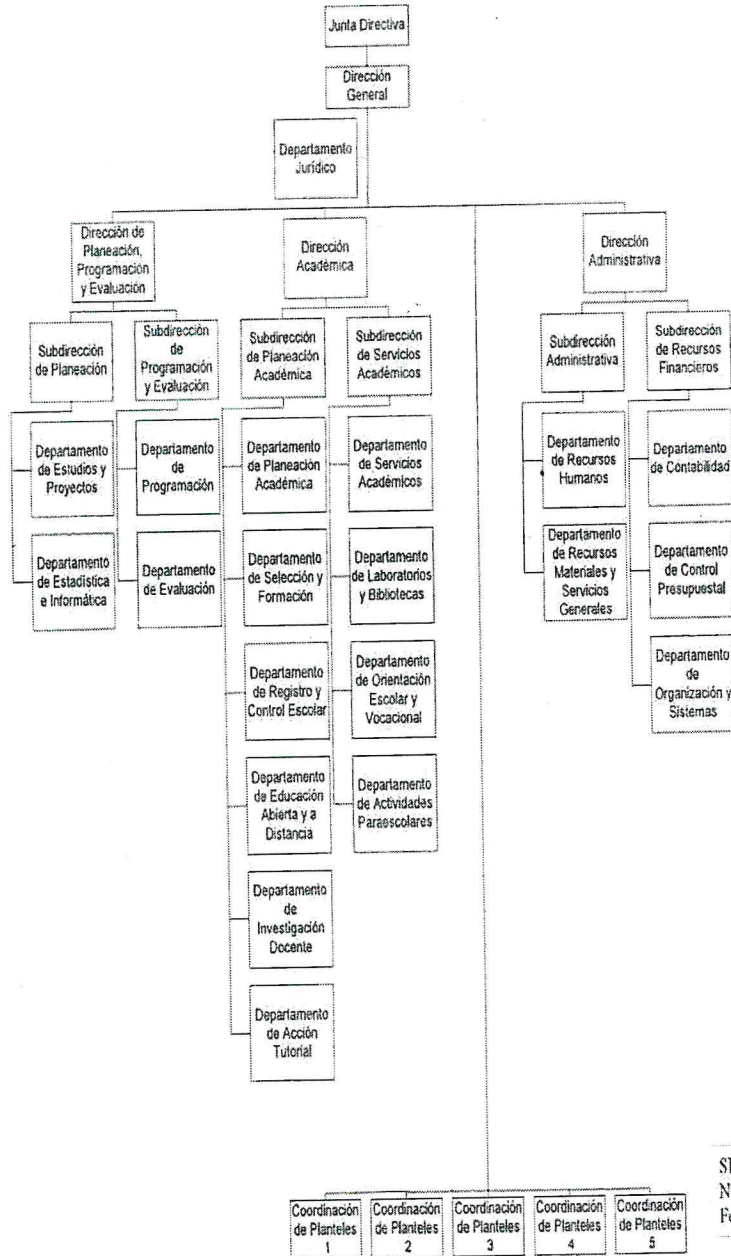 Junta Directiva
Dirección
General
Departamento
Jurídico
Dirección de
Planeación,
Programación
y Evaluación
Dirección
Académica
Dirección
Administrativa
Subdirección
de Planeación
Subdirección
de
Programación
y Evaluación
Subdirección
de Planeación
Académica
Subdirección
de Servicios
Académicos
Subdirección
Administrativa
Subdirección
de Recursos
Financieros
Departamento
de Estudios y
Proyectos
Departamento
de
Programación
Departamento
de Planeación
Académica
Departamento
de Servicios
Académicos
Departamento
de Recursos
Humanos
Departamento
de Contabilidad
Departamento
de Estadística
e Informática
Departamento
de Evaluación
Departamento
de Selección y
Formación
Departamento
de Laboratorios
y Bibliotecas
Departamento
de Recursos
Materiales y
Servicios
Generales
Departamento
de Control
Presupuestal
Departamento
de Registro y
Control Escolar
Departamento
de Orientación
Escolar y
Vocacional
Departamento
de
Organización y
Sistemas
Departamento
de Educación
Abierta y a
Distancia
Departamento
de Actividades
Paraescolares
Departamento
de
Investigación
Docente
Departamento
de Acción
Tutorial
Coordinación
de Planteles
1
Coordinación
de Planteles
2
Coordinación
de Planteles
3
Coordinación
de Planteles
4
Coordinación
de Planteles
5